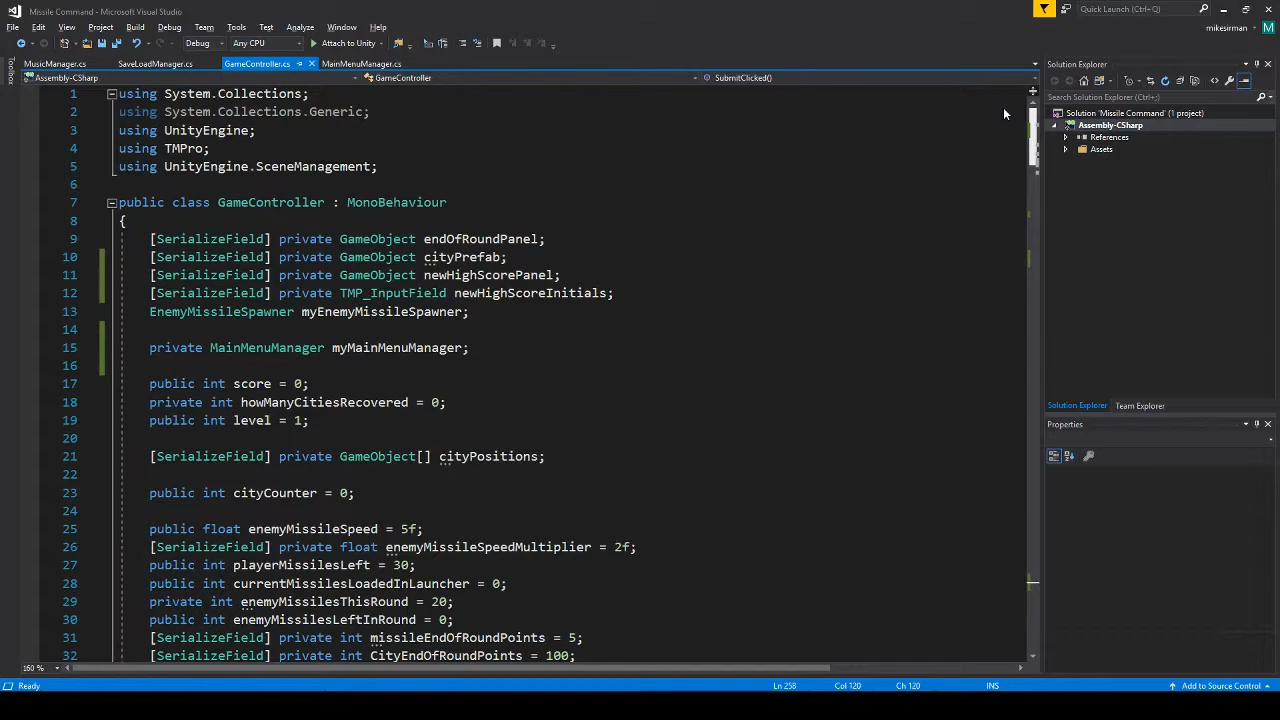 Missile Command - Microsoft Visual Studio
Quick Launch (Ctrl+Q)
File Edit View Project Build Debug Team Tools Test Analyze Window Help
mikesirman M
Debug Any CPU Attach to Unity
Toolbox
MusicManager.cs SaveLoadManager.cs GameController.cs MainMenuManager.cs
Assembly-CSharp GameController SubmitClicked()
1 using System.Collections;
2 using System.Collections.Generic;
3 using UnityEngine;
4 using TMPro;
5 using UnityEngine.SceneManagement;
6
7 public class GameController : MonoBehaviour
8 {
9 [SerializeField] private GameObject endOfRoundPanel;
10 [SerializeField] private GameObject cityPrefab;
11 [SerializeField] private GameObject newHighScorePanel;
12 [SerializeField] private TMP_InputField newHighScoreInitials;
13 EnemyMissileSpawner myEnemyMissileSpawner;
14
15 private MainMenuManager myMainMenuManager;
16
17 public int score = 0;
18 private int howManyCitiesRecovered = 0;
19 public int level = 1;
20
21 [SerializeField] private GameObject[] cityPositions;
22
23 public int cityCounter = 0;
24
25 public float enemyMissileSpeed = 5f;
26 [SerializeField] private float enemyMissileSpeedMultiplier = 2f;
27 public int playerMissilesLeft = 30;
28 public int currentMissilesLoadedInLauncher = 0;
29 private int enemyMissilesThisRound = 20;
30 public int enemyMissilesLeftInRound = 0;
31 [SerializeField] private int missileEndOfRoundPoints = 5;
32 [SerializeField] private int CityEndOfRoundPoints = 100;
160 %
Solution Explorer
Search Solution Explorer (Ctrl+;)
Solution 'Missile Command' (1 project)
Assembly-CSharp
References
Assets
Solution Explorer Team Explorer
Properties
Ready Ln 258 Col 120 Ch 120 INS Add to Source Control